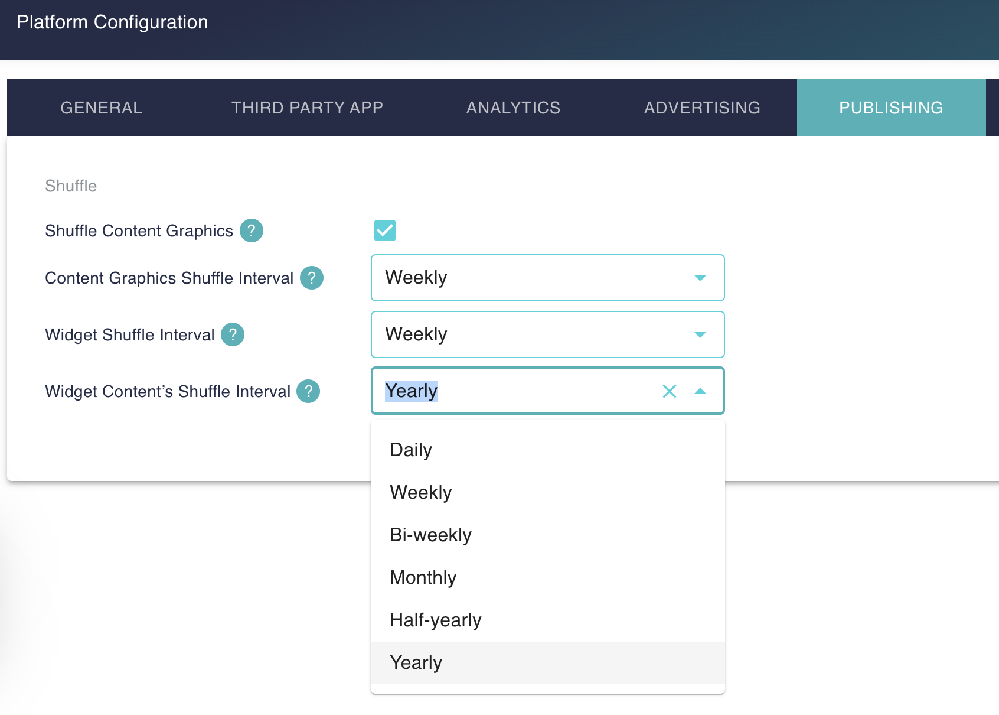 Platform Configuration
GENERAL THIRD PARTY APP ANALYTICS ADVERTISING PUBLISHING
Shuffle
Shuffle Content Graphics ?
Content Graphics Shuffle Interval ? Weekly
Widget Shuffle Interval ? Weekly
Widget Content’s Shuffle Interval ? Yearly
Daily
Weekly
Bi-weekly
Monthly
Half-yearly
Yearly